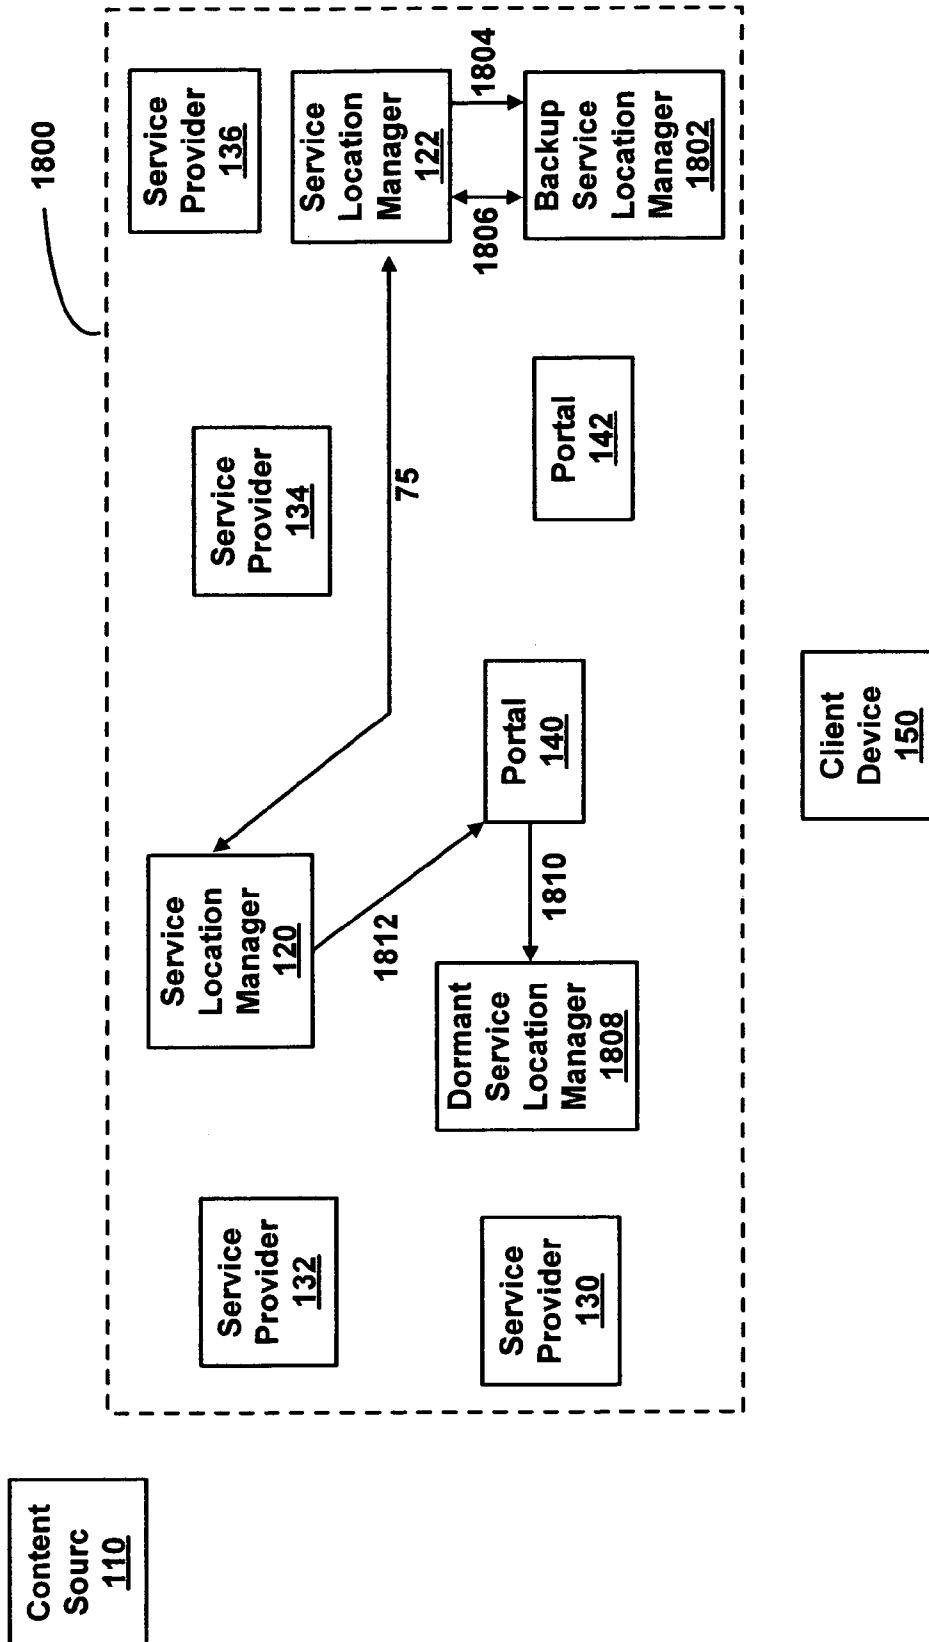 1800
Service
Provider
136
Service
Location
Manager
122
1804
1806
Backup
Service
Location
Manager
1802
Service
Provider
134
75
Portal
142
Service
Location
Manager
120
1812
Portal
140
1810
Dormant
Service
Location
Manager
1808
Service
Provider
132
Service
Provider
130
Content
Sourc
110
Client
Device
150